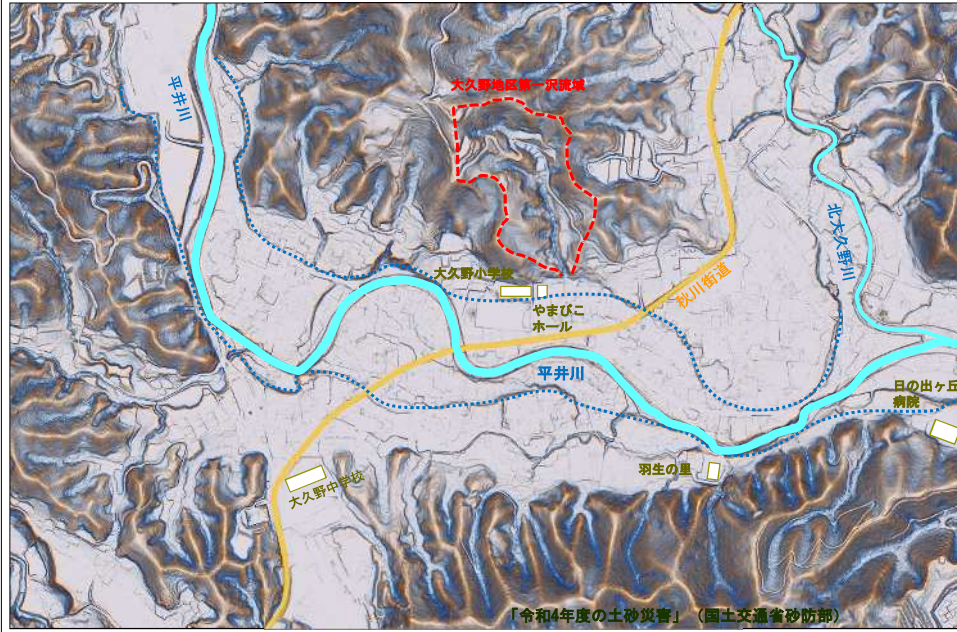 大久野地区第一沢流域
平井川
北大久野川
大久野小学校
秋川街道
やまびこ
ホール
平井川
日の出ヶ丘
病院
羽生の里
大久野中学校
「令和4年度の土砂災害」（国土交通省砂防部）